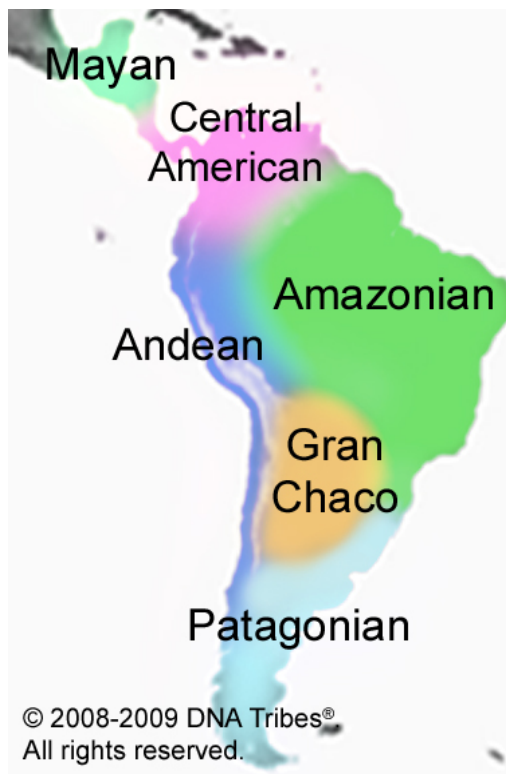 Mayan
Central
American
Amazonian
Andean
Gran
Chaco
Patagonian
© 2008-2009 DNA Tribes®
All rights reserved.